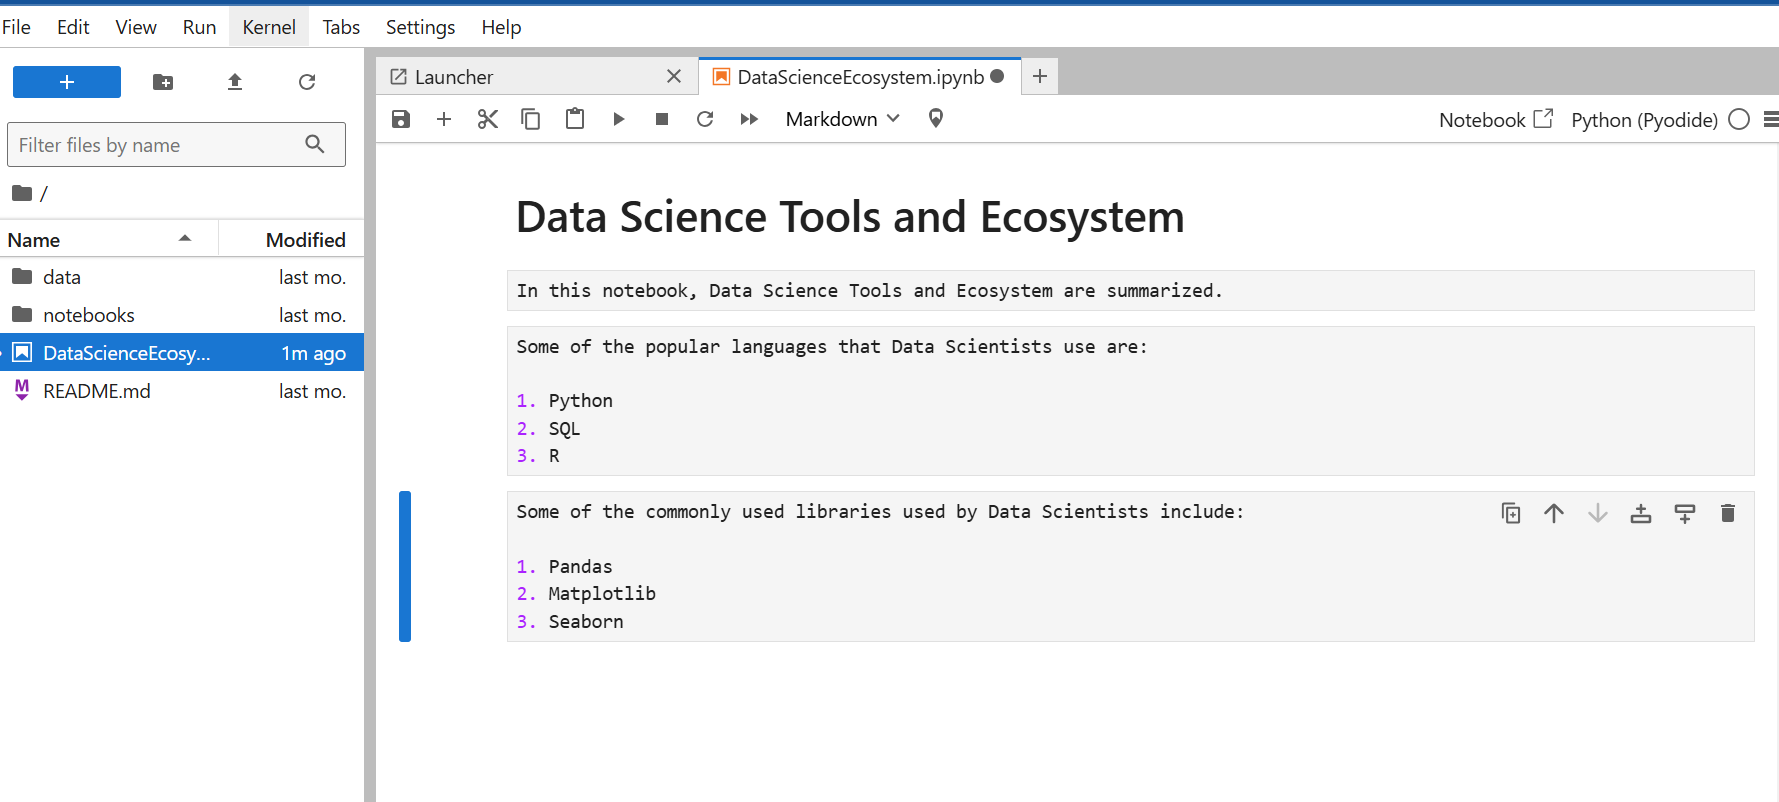 File Edit View Run Kernel Tabs Settings Help
+
Filter files by name
/
Name Modified
data last mo.
notebooks last mo.
DataScienceEcosy... 1m ago
README.md last mo.
Launcher
DataScienceEcosystem.ipynb
Markdown
Notebook Python (Pyodide)
Data Science Tools and Ecosystem
In this notebook, Data Science Tools and Ecosystem are summarized.
Some of the popular languages that Data Scientists use are:
1. Python
2. SQL
3. R
Some of the commonly used libraries used by Data Scientists include:
1. Pandas
2. Matplotlib
3. Seaborn